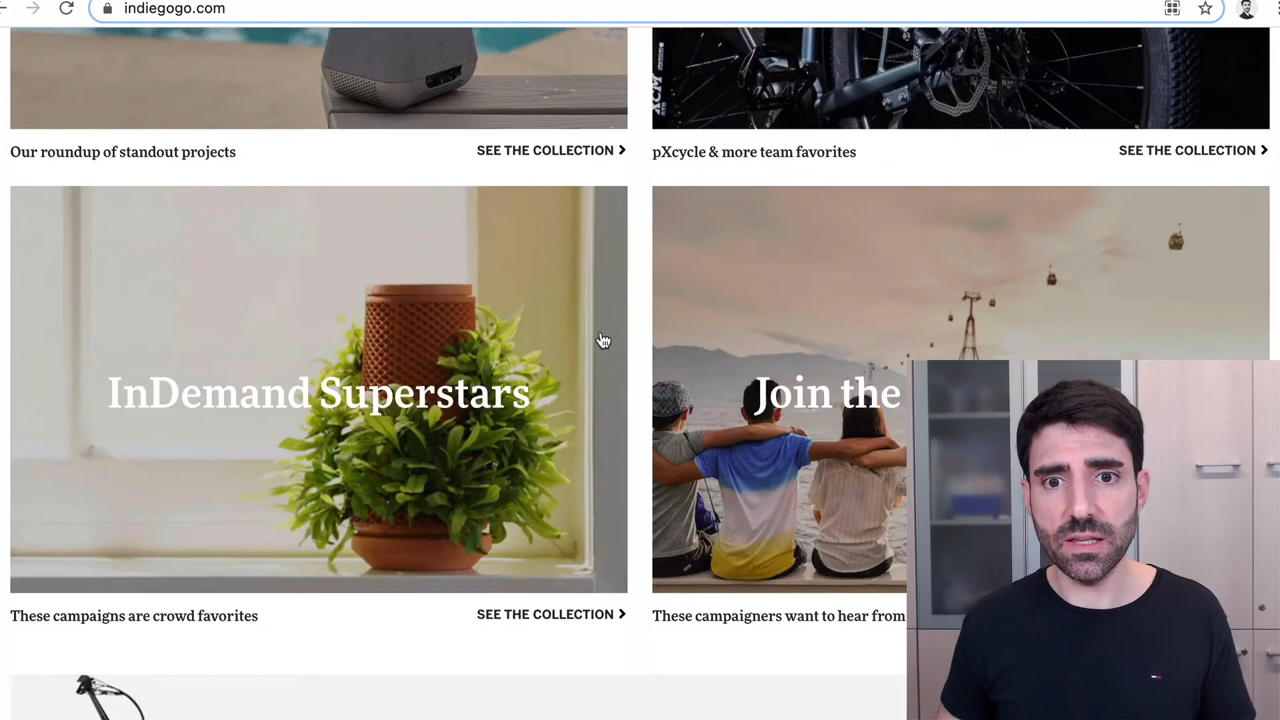 indiegogo.com
XCM
Our roundup of standout projects
SEE THE COLLECTION
pXcycle & more team favorites
SEE THE COLLECTION
InDemand Superstars
Join the
These campaigns are crowd favorites
SEE THE COLLECTION
These campaigners want to hear from